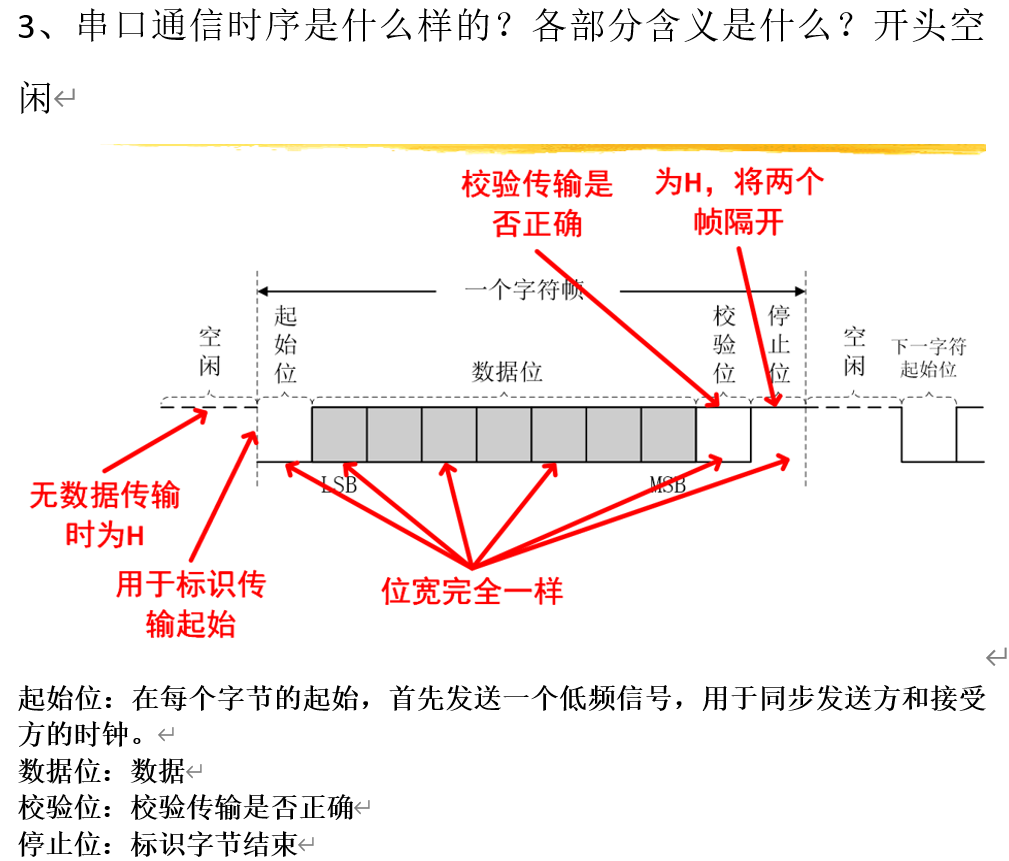 3、串口通信时序是什么样的？各部分含义是什么？开头空
闲
校验传输是
否正确
为H，将两个
帧隔开
一个字符帧
空闲
起始位
数据位
校验位
停止位
空闲
下一字符
起始位
LSB
MSB
无数据传输
时为H
用于标识传
输起始
位宽完全一样
起始位：在每个字节的起始，首先发送一个低频信号，用于同步发送方和接受
方的时钟。
数据位：数据
校验位：校验传输是否正确
停止位：标识字节结束